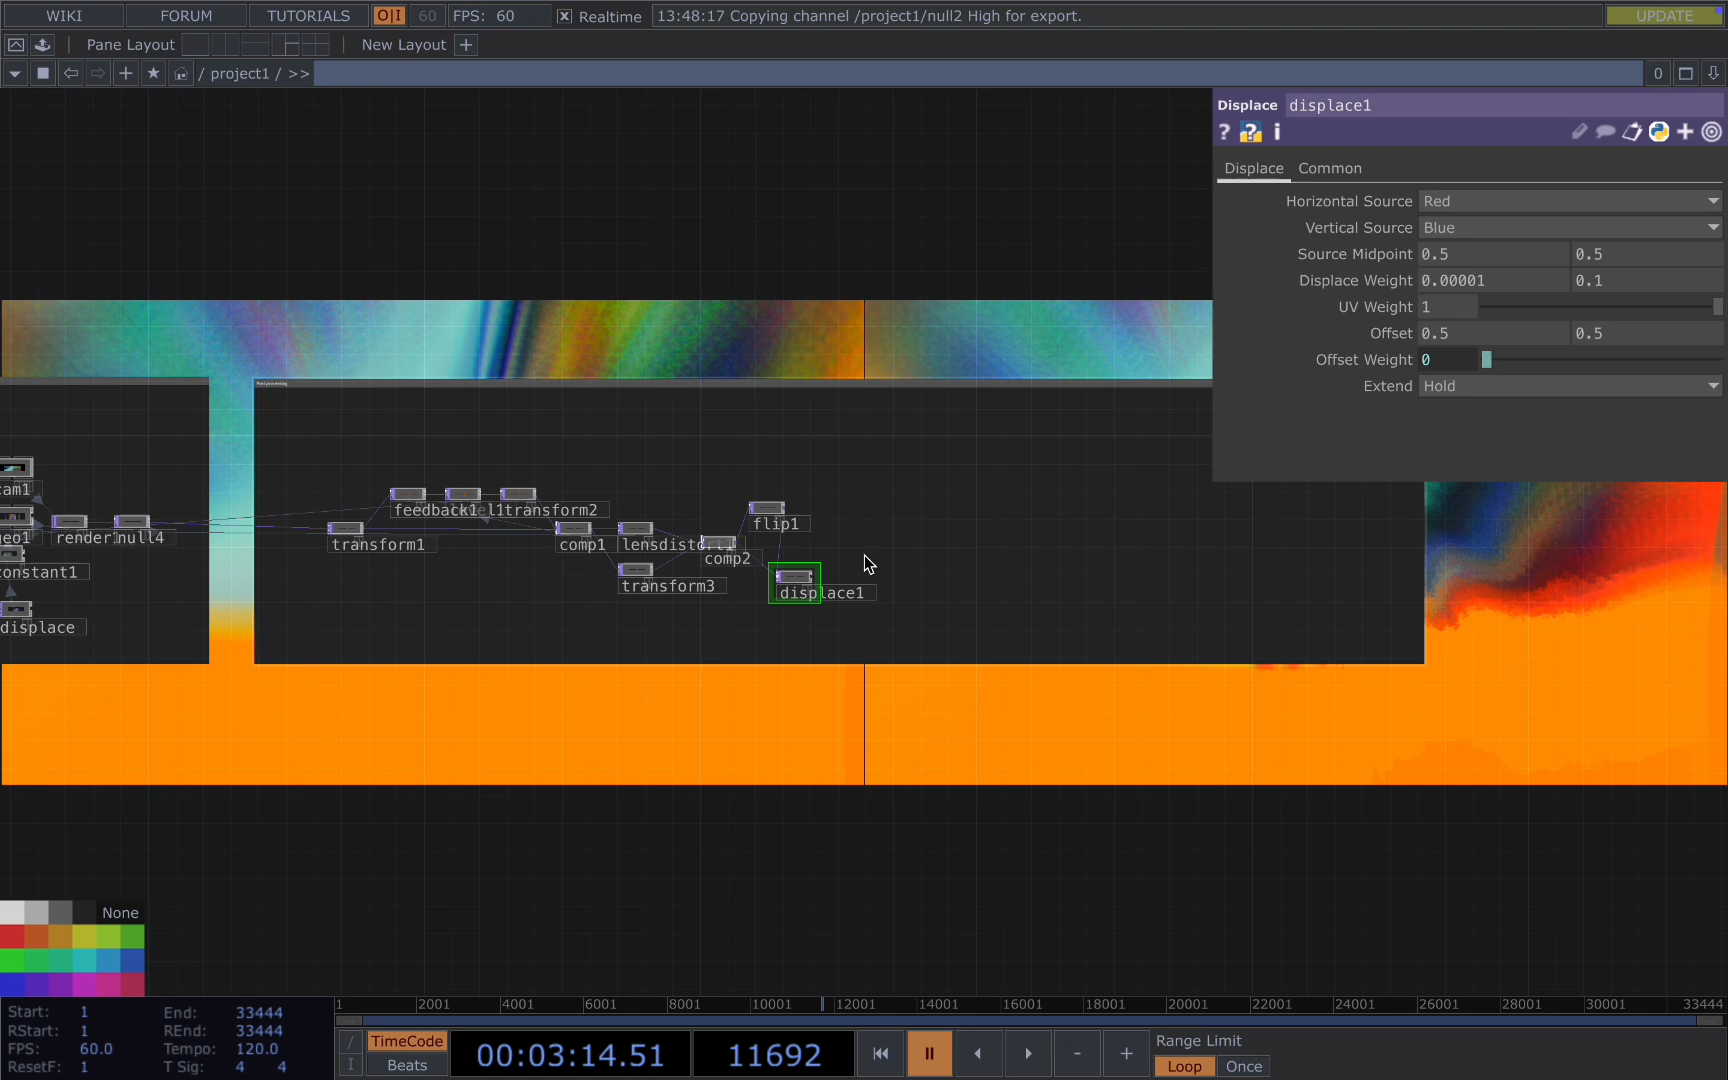 WIKI FORUM TUTORIALS O|I 60 FPS: 60 X Realtime 13:48:17 Copying channel /project1/null2 High for export. UPDATE
Pane Layout New Layout +
/ project1 / >> 0
Displace displace1
? ? i
Displace Common
Horizontal Source Red
Vertical Source Blue
Source Midpoint 0.5 0.5
Displace Weight 0.00001 0.1
UV Weight 1
Offset 0.5 0.5
Offset Weight 0
Extend Hold
Post processing
cam1
feedback1 transform2
flip1
geo1 render null4
transform1 comp1 lensdistort1
comp2
constant1
transform3
displace1
displace
None
Start: 1 End: 33444
RStart: 1 REnd: 33444
FPS: 60.0 Tempo: 120.0
ResetF: 1 T Sig: 4 4
1 2001 4001 6001 8001 10001 12001 14001 16001 18001 20001 22001 24001 26001 28001 30001 33444
/ TimeCode
I Beats
00:03:14.51 11692
- +
Range Limit
Loop Once